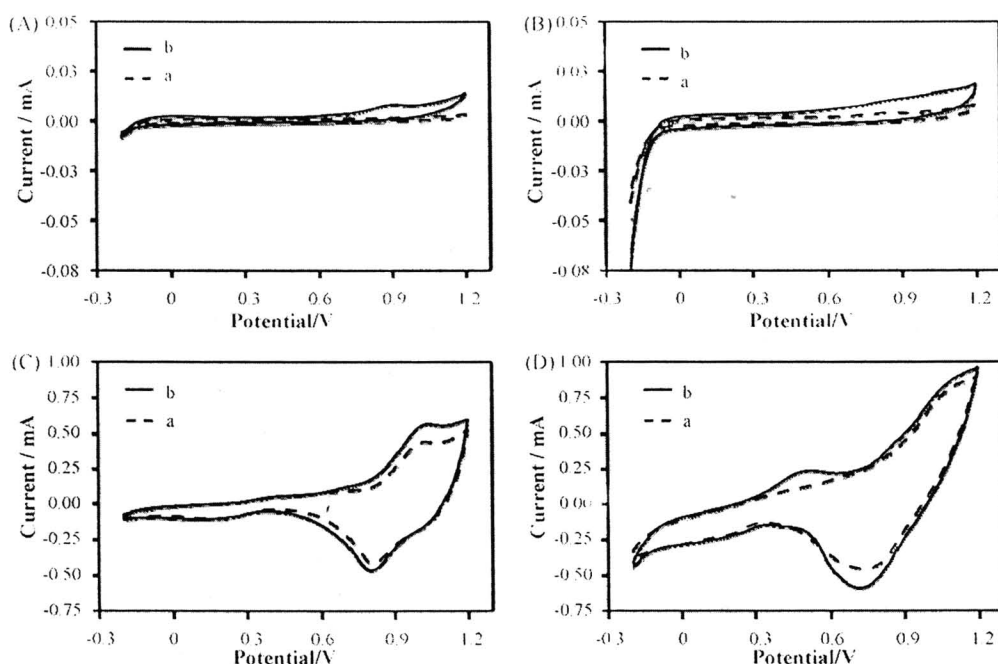 (A) 0.05 (B) 0.05
b b
0.03 0.03
a a
0.00 0.00
Current / mA Current / mA
-0.03 -0.03
-0.05 -0.05
-0.08 -0.08
-0.3 0 0.3 0.6 0.9 1.2 -0.3 0 0.3 0.6 0.9 1.2
Potential/V Potential/V
(C) 1.00 (D) 1.00
b b
0.75 0.75
a a
0.50 0.50
0.25 0.25
Current / mA Current / mA
0.00 0.00
-0.25 -0.25
-0.50 -0.50
-0.75 -0.75
-0.3 0 0.3 0.6 0.9 1.2 -0.3 0 0.3 0.6 0.9 1.2
Potential/V Potential/V